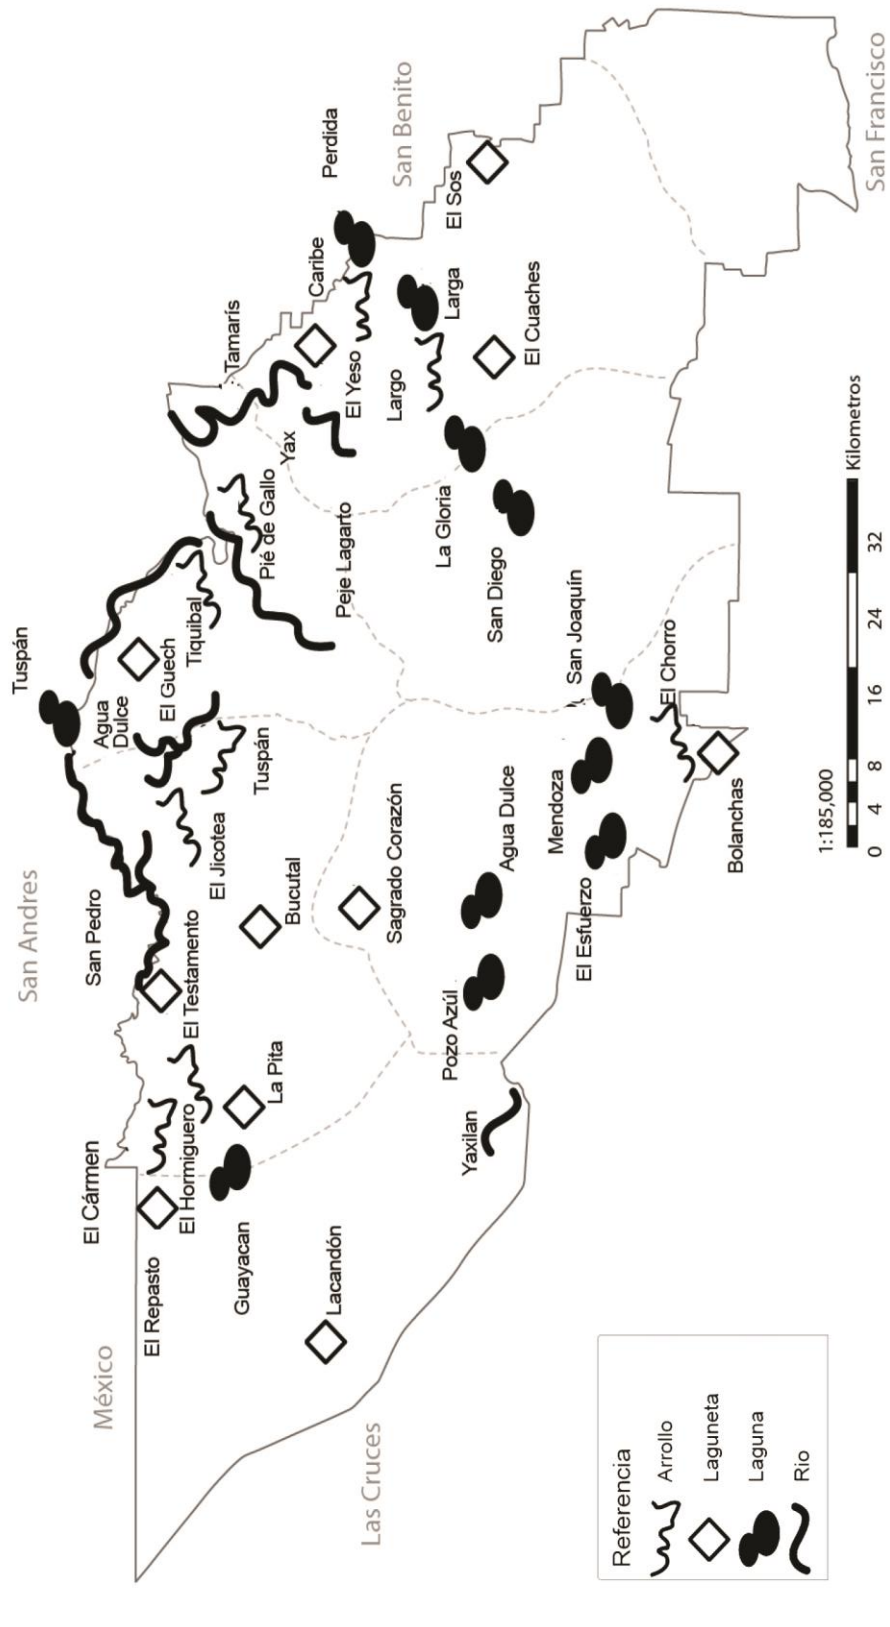 San Andres
Tuspán
México
El Cármen
San Pedro
Agua
Dulce
El Repasto
El Hormiguero
El Testamento
El Guech
Tiquibal
El Jicotea
Tamarís
Guayacan
La Pita
Bucutal
Tuspán
Pié de Gallo
Yax
Caribe
Perdida
Lacandón
Peje Lagarto
El Yeso
Las Cruces
Sagrado Corazón
Largo
San Benito
Pozo Azúl
La Gloria
Larga
El Sos
Yaxilan
Agua Dulce
San Diego
El Cuaches
Mendoza
San Joaquín
El Esfuerzo
El Chorro
Bolanchas
San Francisco
Referencia
Arrollo
Laguneta
Laguna
Rio
1:185,000
Kilometros
0 4 8 16 24 32